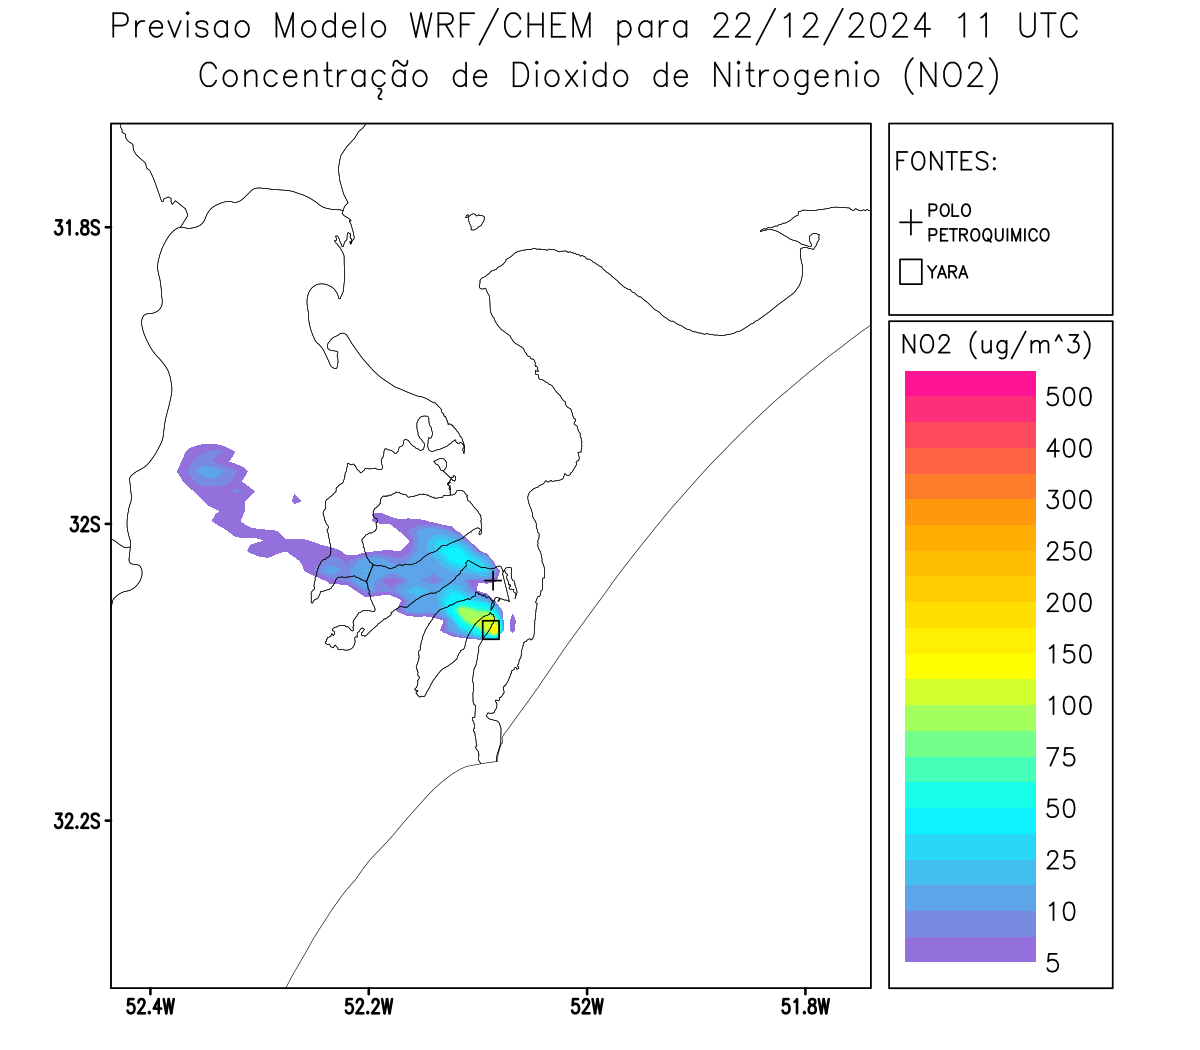 Previsao Modelo WRF/CHEM para 22/12/2024 11 UTC
Concentração de Dioxido de Nitrogenio (NO2)
FONTES:
POLO
PETROQUIMICO
YARA
NO2 (ug/m^3)
500
400
300
250
200
150
100
75
50
25
10
5
31.8S
32S
32.2S
52.4W
52.2W
52W
51.8W